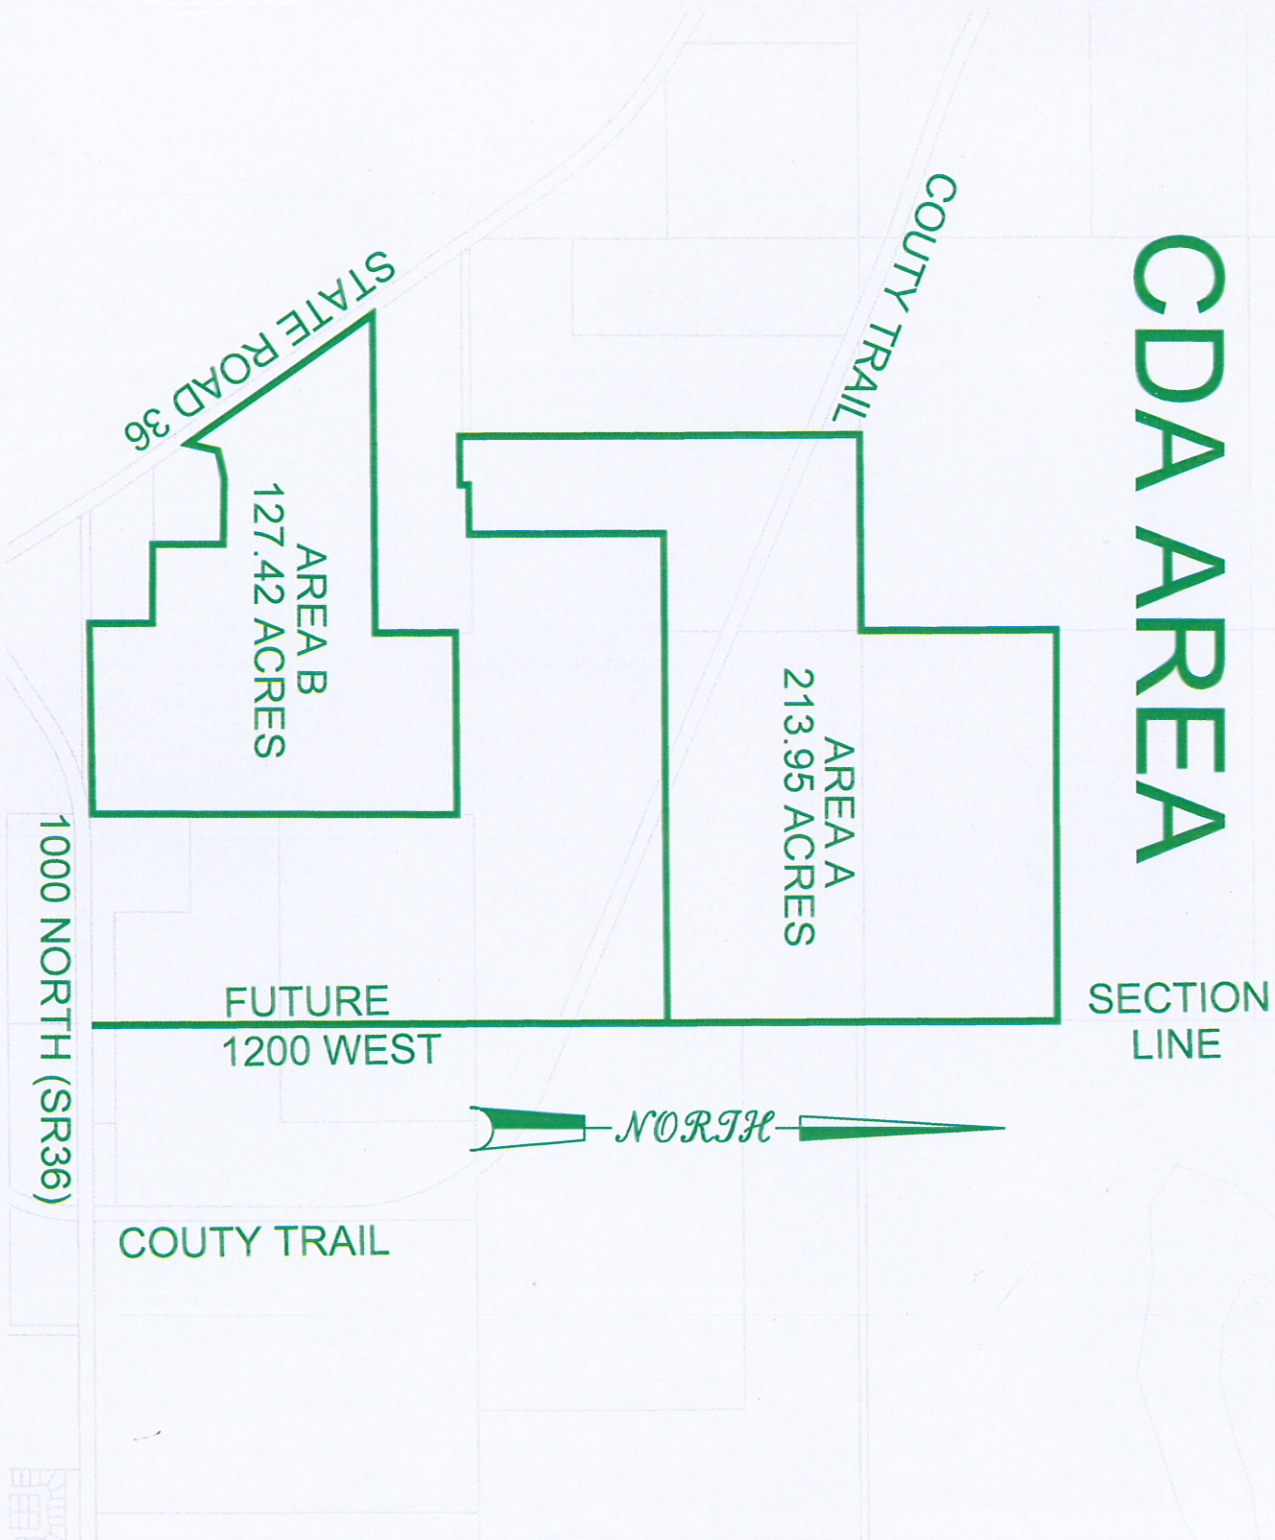 CDA AREA
COUTY TRAIL
STATE ROAD 36
AREA B
127.42 ACRES
AREA A
213.95 ACRES
SECTION
LINE
FUTURE
1200 WEST
NORTH
1000 NORTH (SR36)
COUTY TRAIL